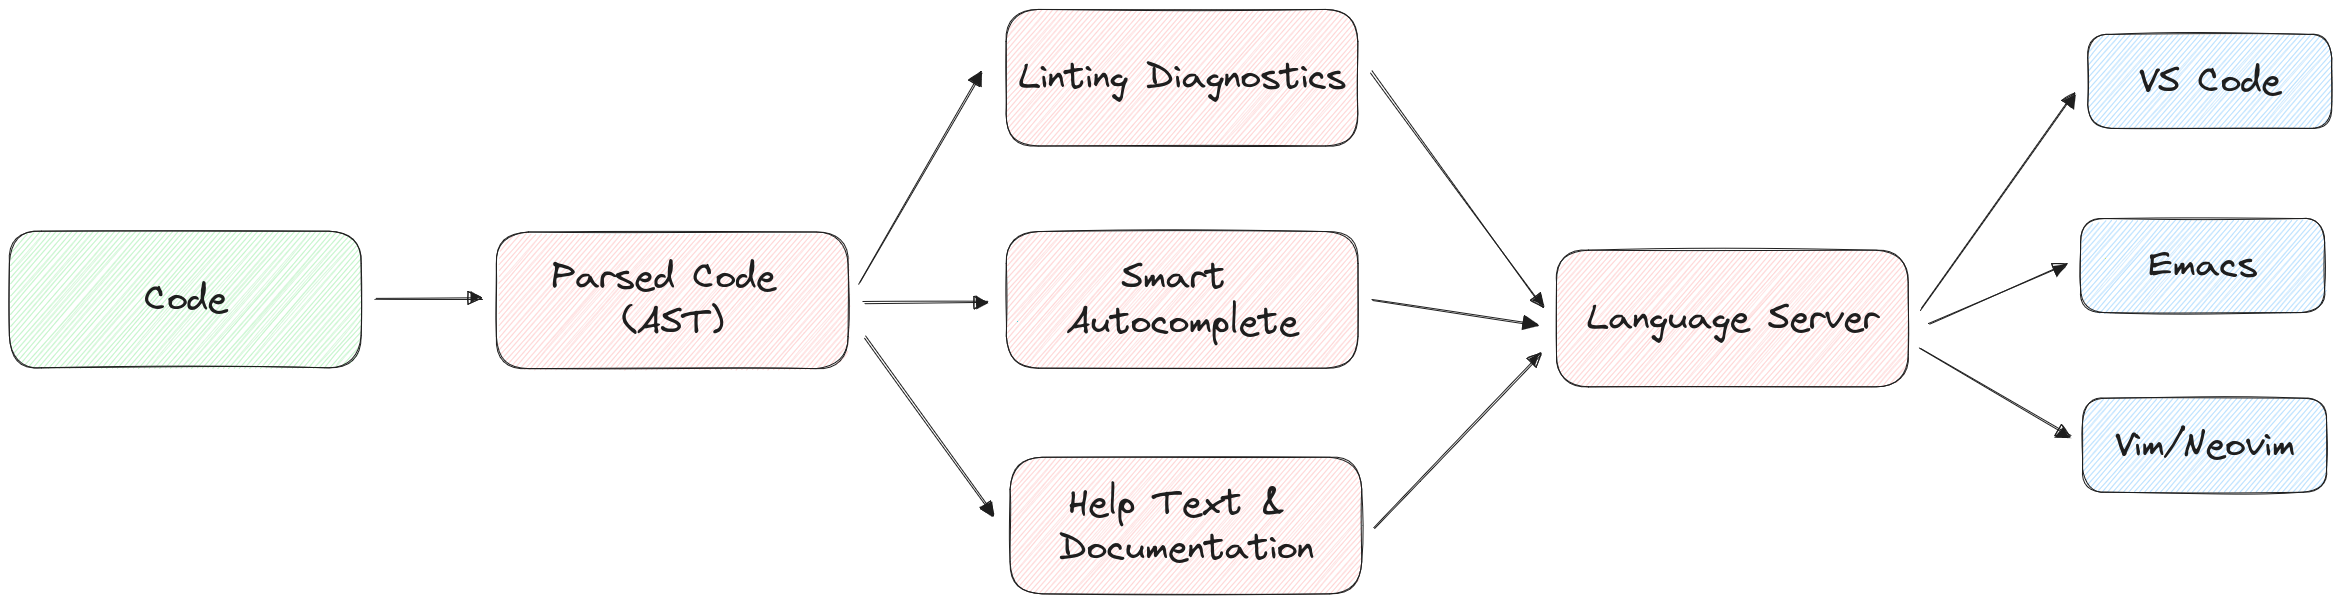 Code
Parsed Code
(AST)
Linting Diagnostics
Smart
Autocomplete
Help Text &
Documentation
Language Server
VS Code
Emacs
Vim/Neovim